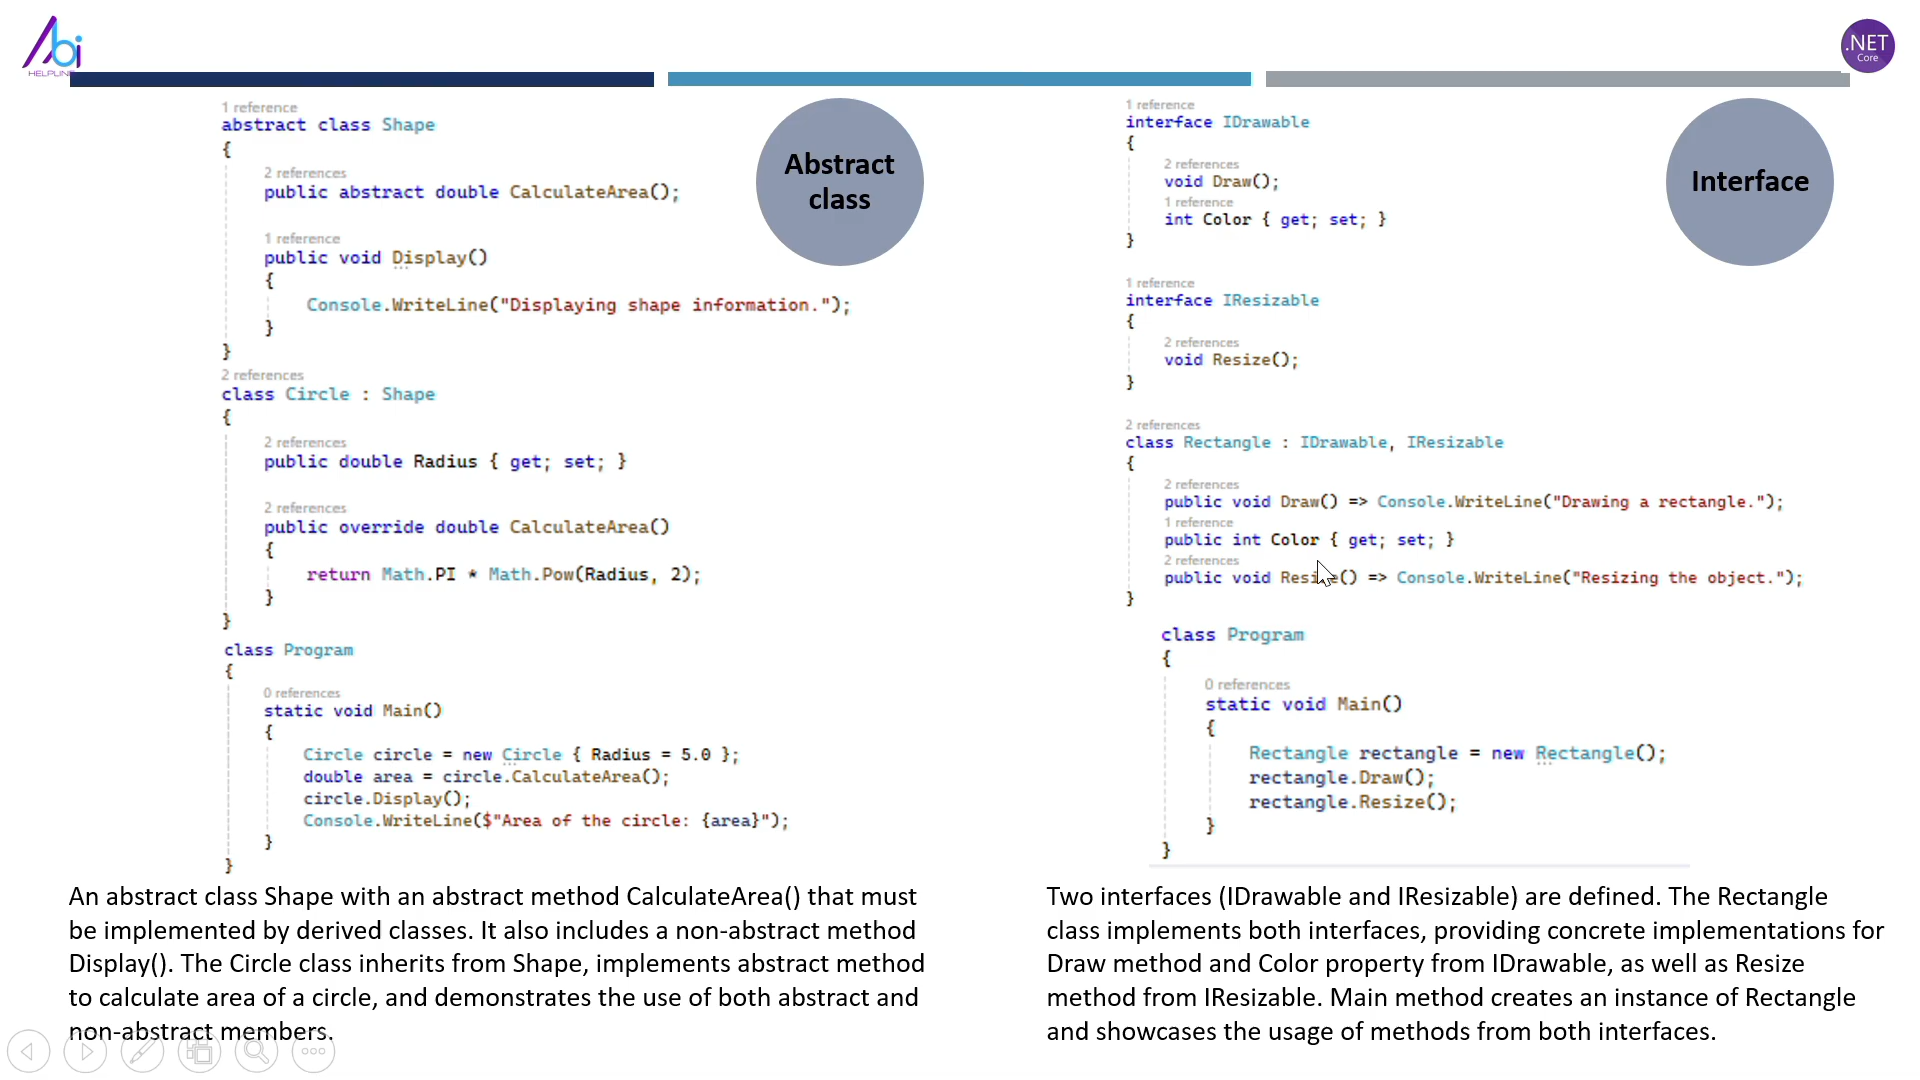 Abi
HELPLINE
.NET
Core
1 reference
abstract class Shape
{
2 references
public abstract double CalculateArea();
1 reference
public void Display()
{
Console.WriteLine("Displaying shape information.");
}
}
2 references
class Circle : Shape
{
2 references
public double Radius { get; set; }
2 references
public override double CalculateArea()
{
return Math.PI * Math.Pow(Radius, 2);
}
}
class Program
{
0 references
static void Main()
{
Circle circle = new Circle { Radius = 5.0 };
double area = circle.CalculateArea();
circle.Display();
Console.WriteLine($"Area of the circle: {area}");
}
}
Abstract
class
An abstract class Shape with an abstract method CalculateArea() that must
be implemented by derived classes. It also includes a non-abstract method
Display(). The Circle class inherits from Shape, implements abstract method
to calculate area of a circle, and demonstrates the use of both abstract and
non-abstract members.
1 reference
interface IDrawable
{
2 references
void Draw();
1 reference
int Color { get; set; }
}
1 reference
interface IResizable
{
2 references
void Resize();
}
2 references
class Rectangle : IDrawable, IResizable
{
2 references
public void Draw() => Console.WriteLine("Drawing a rectangle.");
1 reference
public int Color { get; set; }
2 references
public void Resize() => Console.WriteLine("Resizing the object.");
}
class Program
{
0 references
static void Main()
{
Rectangle rectangle = new Rectangle();
rectangle.Draw();
rectangle.Resize();
}
}
Interface
Two interfaces (IDrawable and IResizable) are defined. The Rectangle
class implements both interfaces, providing concrete implementations for
Draw method and Color property from IDrawable, as well as Resize
method from IResizable. Main method creates an instance of Rectangle
and showcases the usage of methods from both interfaces.